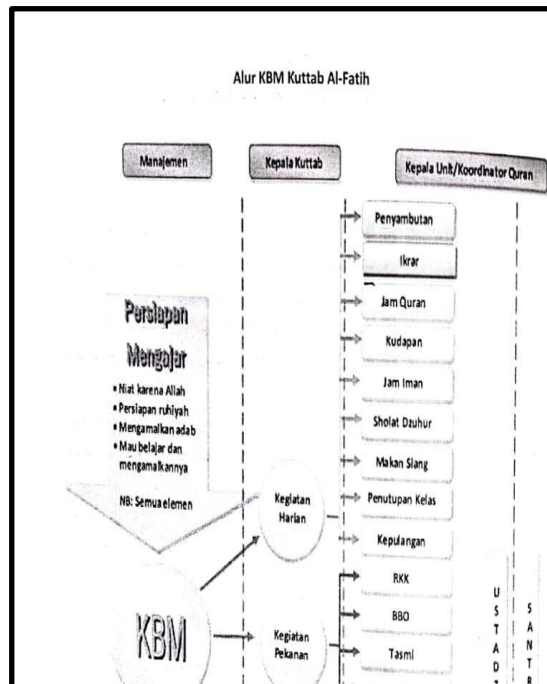 Alur KBM Kuttab Al-Fatih
Manajemen
Kepala Kuttab
Kepala Unit/Koordinator Quran
Persiapan
Mengajar
• Niat karena Allah
• Persiapan ruhiyah
• Mengamalkan adab
• Mau belajar dan
mengamalkannya
NB: Semua elemen
KBM
Kegiatan
Harian
Kegiatan
Pekanan
Penyambutan
Ikrar
Jam Quran
Kudapan
Jam Iman
Sholat Dzuhur
Makan Siang
Penutupan Kelas
Kepulangan
RKK
BBO
Tasmi
U
S
T
A
D
S
A
N
T